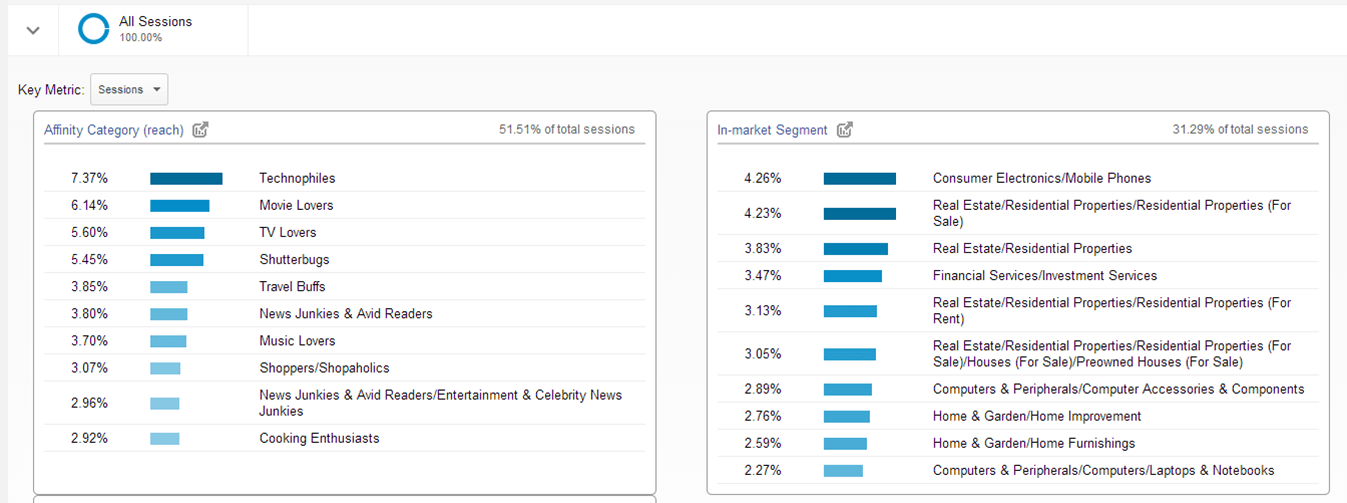 All Sessions
100.00%
Key Metric: Sessions
Affinity Category (reach) 51.51% of total sessions
7.37% Technophiles
6.14% Movie Lovers
5.60% TV Lovers
5.45% Shutterbugs
3.85% Travel Buffs
3.80% News Junkies & Avid Readers
3.70% Music Lovers
3.07% Shoppers/Shopaholics
2.96% News Junkies & Avid Readers/Entertainment & Celebrity News
Junkies
2.92% Cooking Enthusiasts
In-market Segment 31.29% of total sessions
4.26% Consumer Electronics/Mobile Phones
4.23% Real Estate/Residential Properties/Residential Properties (For
Sale)
3.83% Real Estate/Residential Properties
3.47% Financial Services/Investment Services
3.13% Real Estate/Residential Properties/Residential Properties (For
Rent)
3.05% Real Estate/Residential Properties/Residential Properties (For
Sale)/Houses (For Sale)/Preowned Houses (For Sale)
2.89% Computers & Peripherals/Computer Accessories & Components
2.76% Home & Garden/Home Improvement
2.59% Home & Garden/Home Furnishings
2.27% Computers & Peripherals/Computers/Laptops & Notebooks